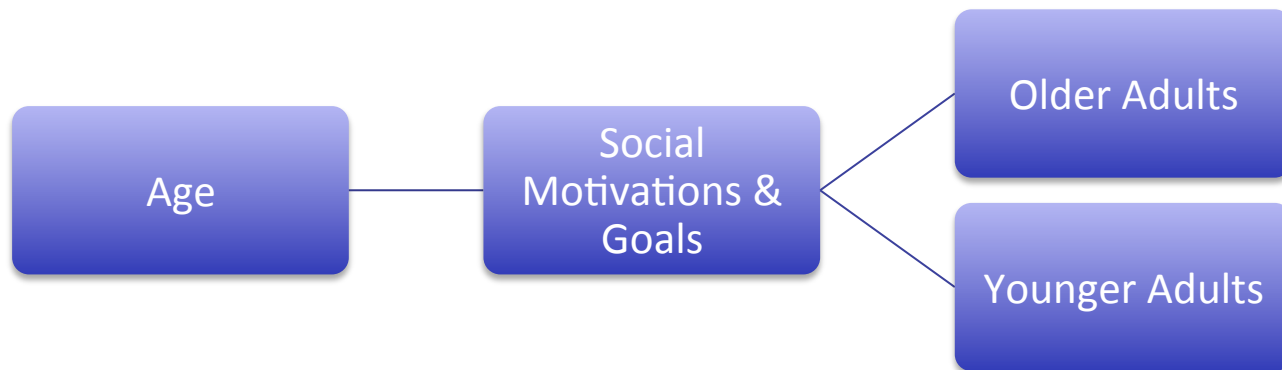 Age
Social
Motivations &
Goals
Older Adults
Younger Adults